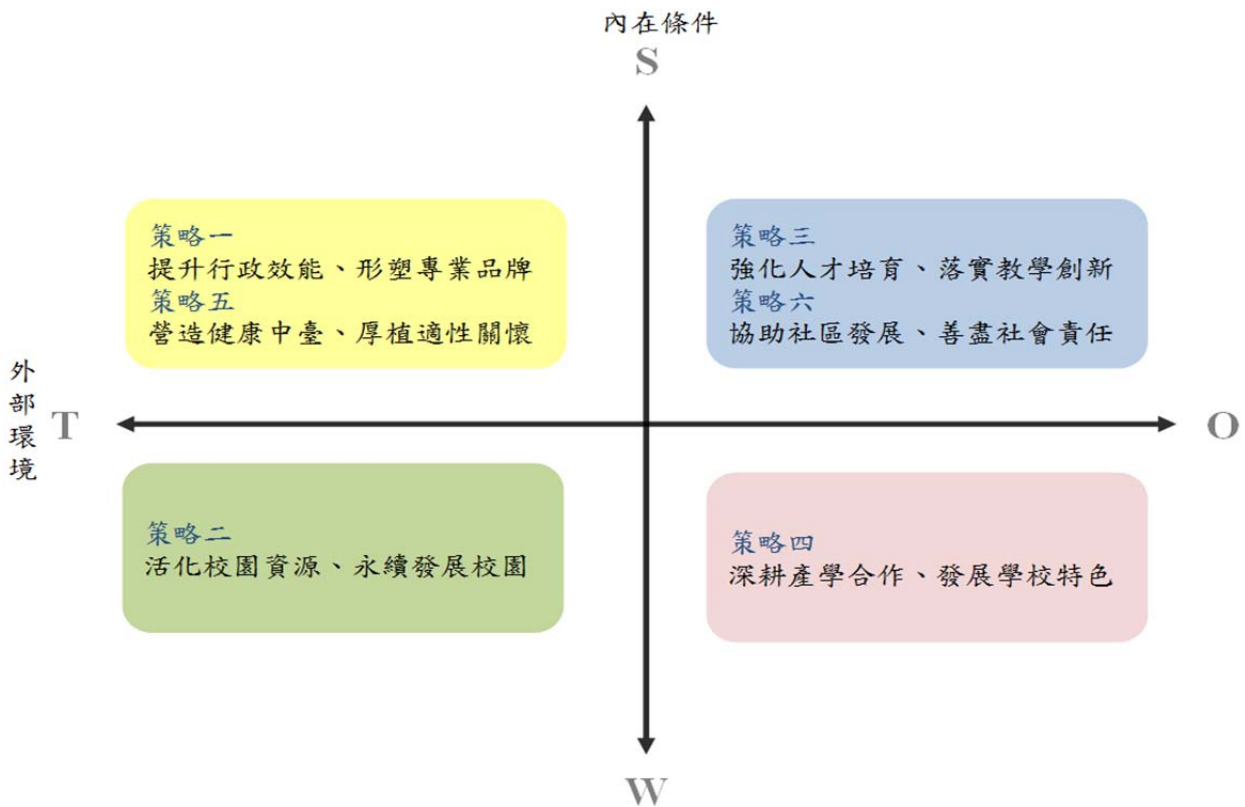 內在條件
S
策略一
提升行政效能、形塑專業品牌
策略五
營造健康中臺、厚植適性關懷
策略三
強化人才培育、落實教學創新
策略六
協助社區發展、善盡社會責任
外部環境
T
O
策略二
活化校園資源、永續發展校園
策略四
深耕產學合作、發展學校特色
W